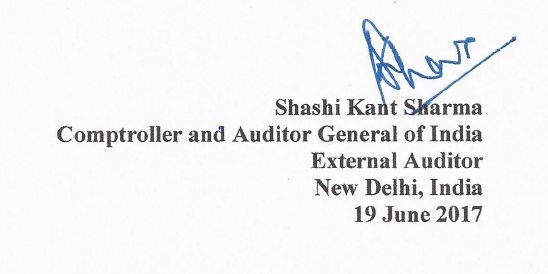 Shashi Kant Sharma
Comptroller and Auditor General of India
External Auditor
New Delhi, India
19 June 2017